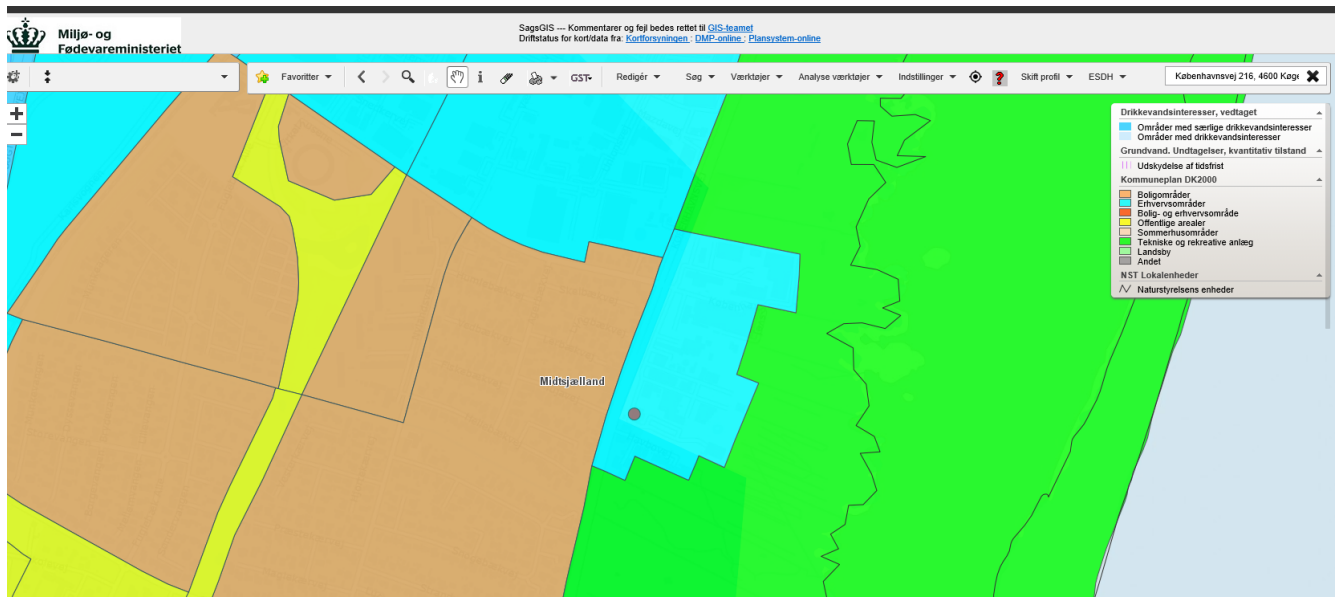 Miljø- og
Fødevareministeriet
SagsGIS --- Kommentarer og fejl bedes rettet til GIS-teamet
Driftstatus for kort/data fra: Kortforsyningen ; DMP-online ; Plansystem-online
Favoritter
i
GST
Redigér
Søg
Værktøjer
Analyse værktøjer
Indstillinger
?
Skift profil
ESDH
Københavnsvej 216, 4600 Køge
+
−
Drikkevandsinteresser, vedtaget
Områder med særlige drikkevandsinteresser
Områder med drikkevandsinteresser
Grundvand. Undtagelser, kvantitativ tilstand
Udskydelse af tidsfrist
Kommuneplan DK2000
Boligområder
Erhvervsområder
Bolig- og erhvervsområde
Offentlige arealer
Sommerhusområder
Tekniske og rekreative anlæg
Landsby
Andet
NST Lokalenheder
Naturstyrelsens enheder
Midtsjælland